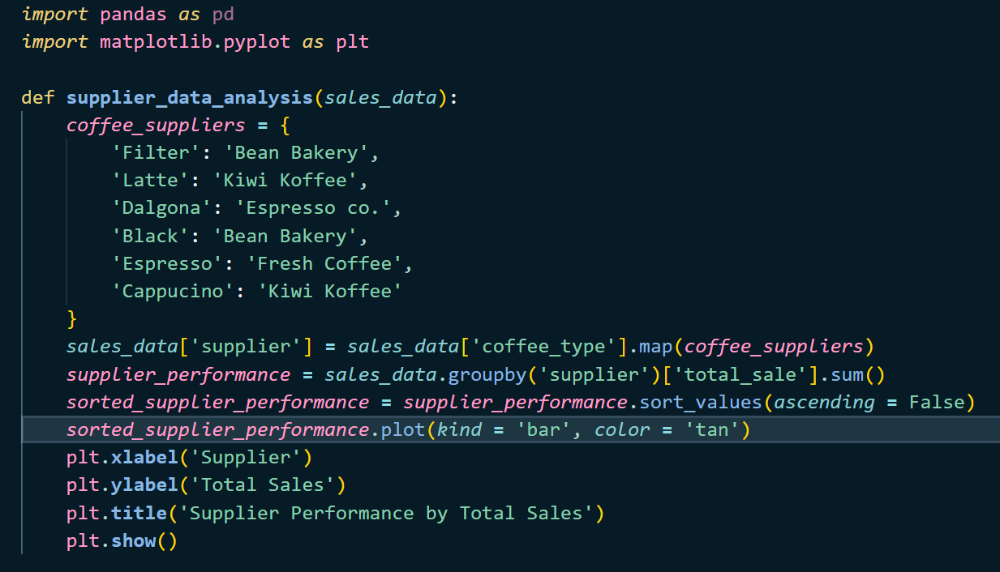 import pandas as pd
import matplotlib.pyplot as plt

def supplier_data_analysis(sales_data):
    coffee_suppliers = {
        'Filter': 'Bean Bakery',
        'Latte': 'Kiwi Koffee',
        'Dalgona': 'Espresso co.',
        'Black': 'Bean Bakery',
        'Espresso': 'Fresh Coffee',
        'Cappucino': 'Kiwi Koffee'
    }
    sales_data['supplier'] = sales_data['coffee_type'].map(coffee_suppliers)
    supplier_performance = sales_data.groupby('supplier')['total_sale'].sum()
    sorted_supplier_performance = supplier_performance.sort_values(ascending = False)
    sorted_supplier_performance.plot(kind = 'bar', color = 'tan')
    plt.xlabel('Supplier')
    plt.ylabel('Total Sales')
    plt.title('Supplier Performance by Total Sales')
    plt.show()